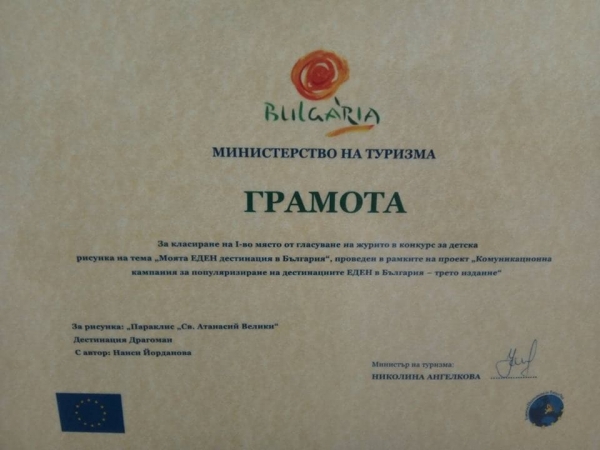 BULGARIA
МИНИСТЕРСТВО НА ТУРИЗМА
ГРАМОТА
За класиране на I-во място от гласуване на журито в конкурс за детска
рисунка на тема „Моята ЕДЕН дестинация в България“, проведен в рамките на проект „Комуникационна
кампания за популяризиране на дестинациите ЕДЕН в България – трето издание“
За рисунка: „Параклис „Св. Атанасий Велики“
Дестинация Драгоман
С автор: Нанси Йорданова
Министър на туризма:
НИКОЛИНА АНГЕЛКОВА